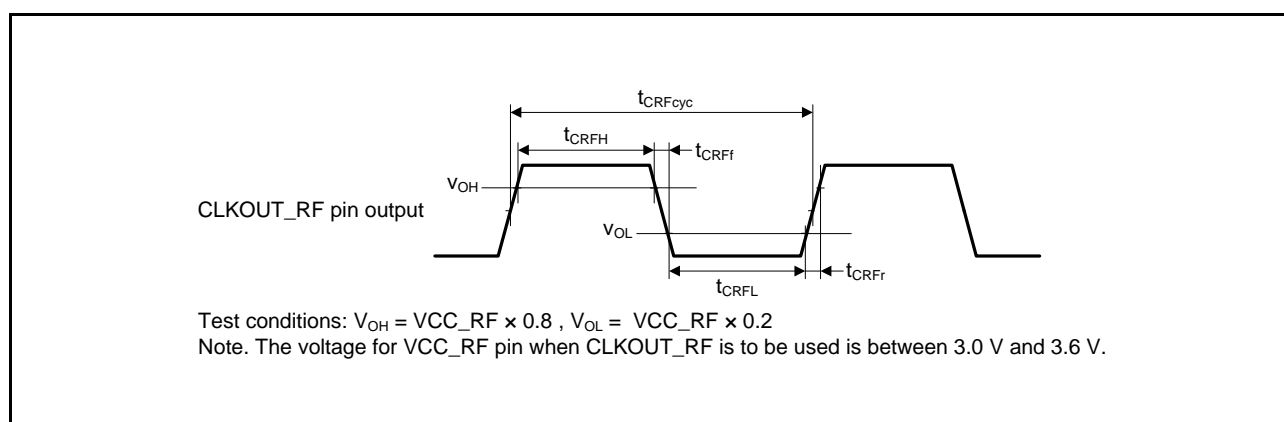 tCRFcyc
tCRFH
tCRFf
VOH
CLKOUT_RF pin output
VOL
tCRFL
tCRFr
Test conditions: VOH = VCC_RF × 0.8 , VOL = VCC_RF × 0.2
Note. The voltage for VCC_RF pin when CLKOUT_RF is to be used is between 3.0 V and 3.6 V.